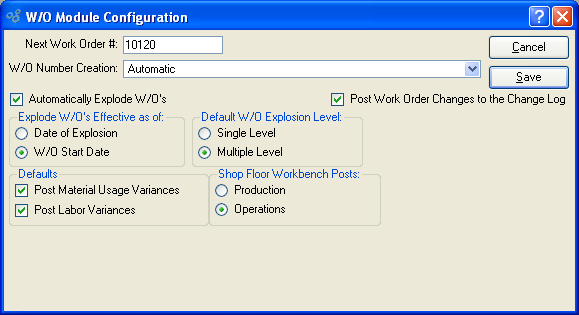 W/O Module Configuration
Next Work Order #: 10120
Cancel
W/O Number Creation: Automatic
Save
Automatically Explode W/O's
Post Work Order Changes to the Change Log
Explode W/O's Effective as of:
Date of Explosion
W/O Start Date
Default W/O Explosion Level:
Single Level
Multiple Level
Defaults
Post Material Usage Variances
Post Labor Variances
Shop Floor Workbench Posts:
Production
Operations